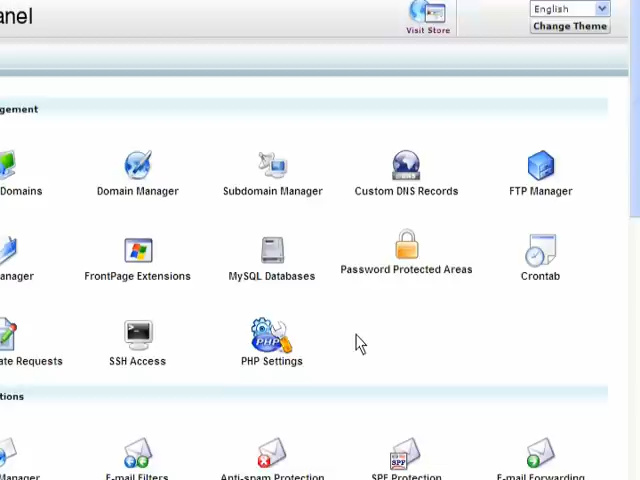 anel
Visit Store
English
Change Theme
gement
Domains
Domain Manager
Subdomain Manager
Custom DNS Records
FTP Manager
anager
FrontPage Extensions
MySQL Databases
Password Protected Areas
Crontab
ate Requests
SSH Access
PHP
PHP Settings
tions
SPF
Manager
E-mail Filters
Anti-spam Protection
SPF Protection
E-mail Forwarding